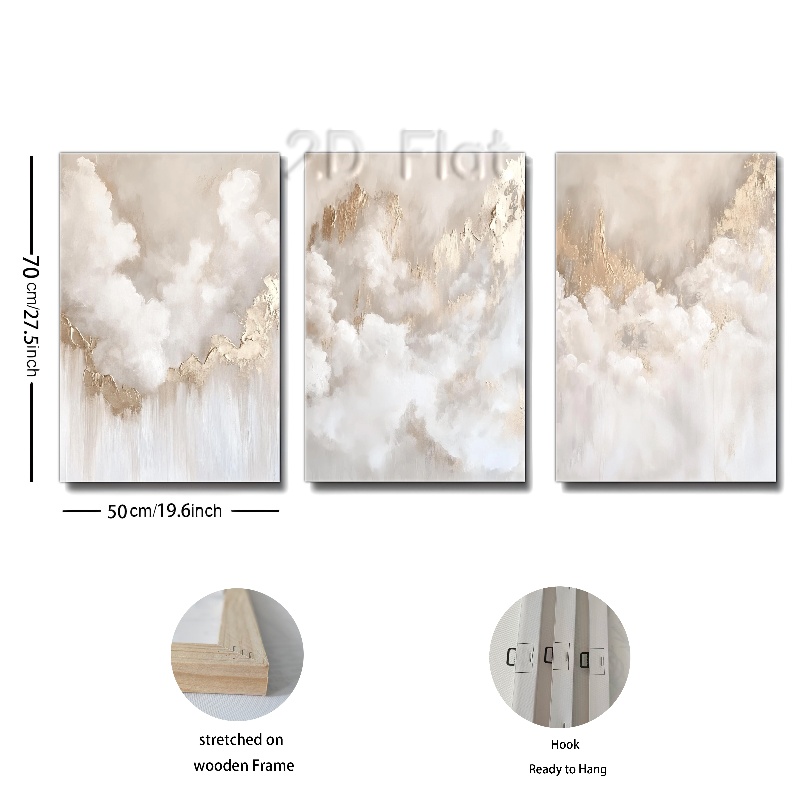 2D Flat
70 cm/27.5inch
50 cm/19.6inch
stretched on
wooden Frame
Hook
Ready to Hang